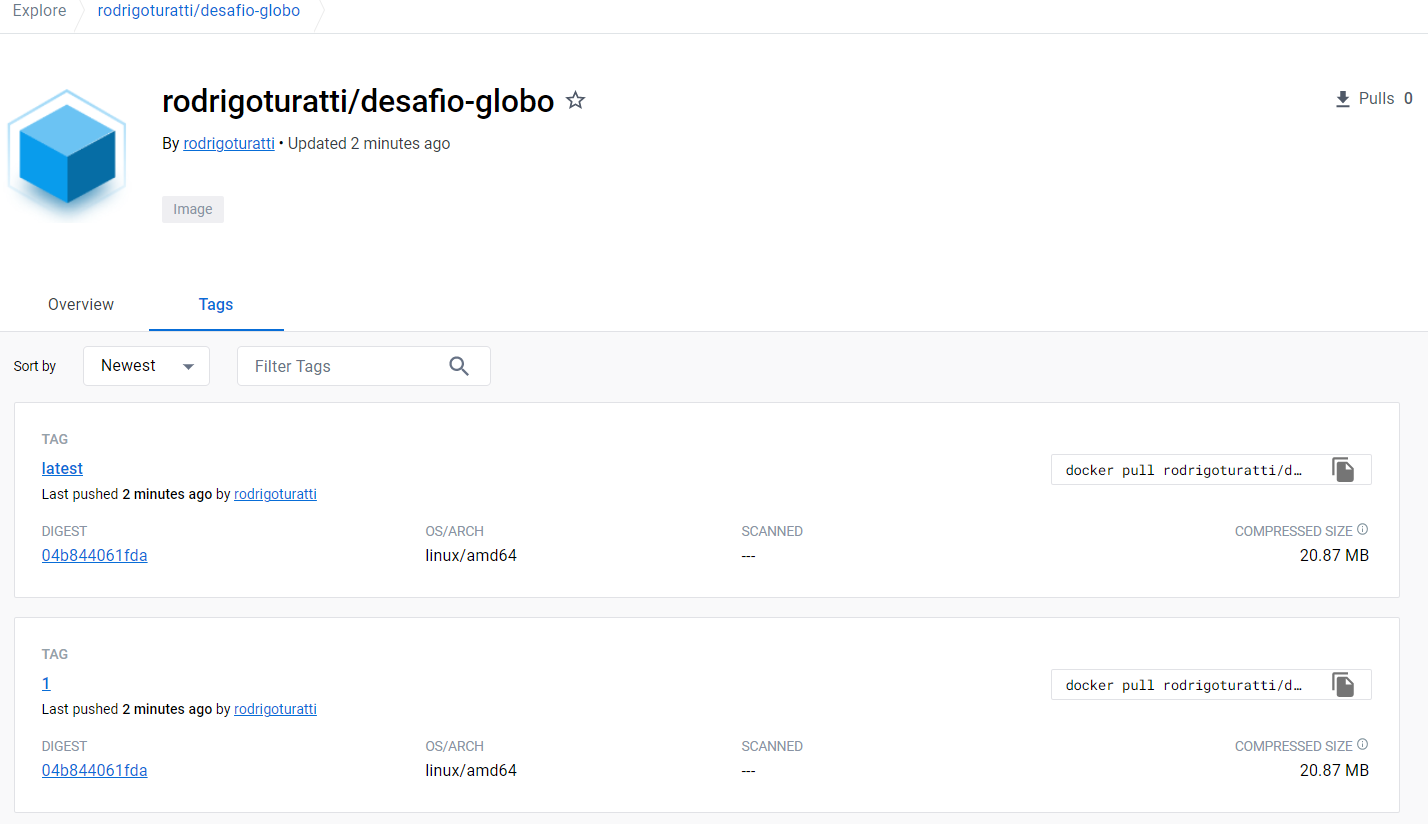 Explore rodrigoturatti/desafio-globo
rodrigoturatti/desafio-globo
Pulls 0
By rodrigoturatti • Updated 2 minutes ago
Image
Overview Tags
Sort by Newest Filter Tags
TAG
latest
docker pull rodrigoturatti/d…
Last pushed 2 minutes ago by rodrigoturatti
DIGEST OS/ARCH SCANNED COMPRESSED SIZE
04b844061fda linux/amd64 --- 20.87 MB
TAG
1
docker pull rodrigoturatti/d…
Last pushed 2 minutes ago by rodrigoturatti
DIGEST OS/ARCH SCANNED COMPRESSED SIZE
04b844061fda linux/amd64 --- 20.87 MB